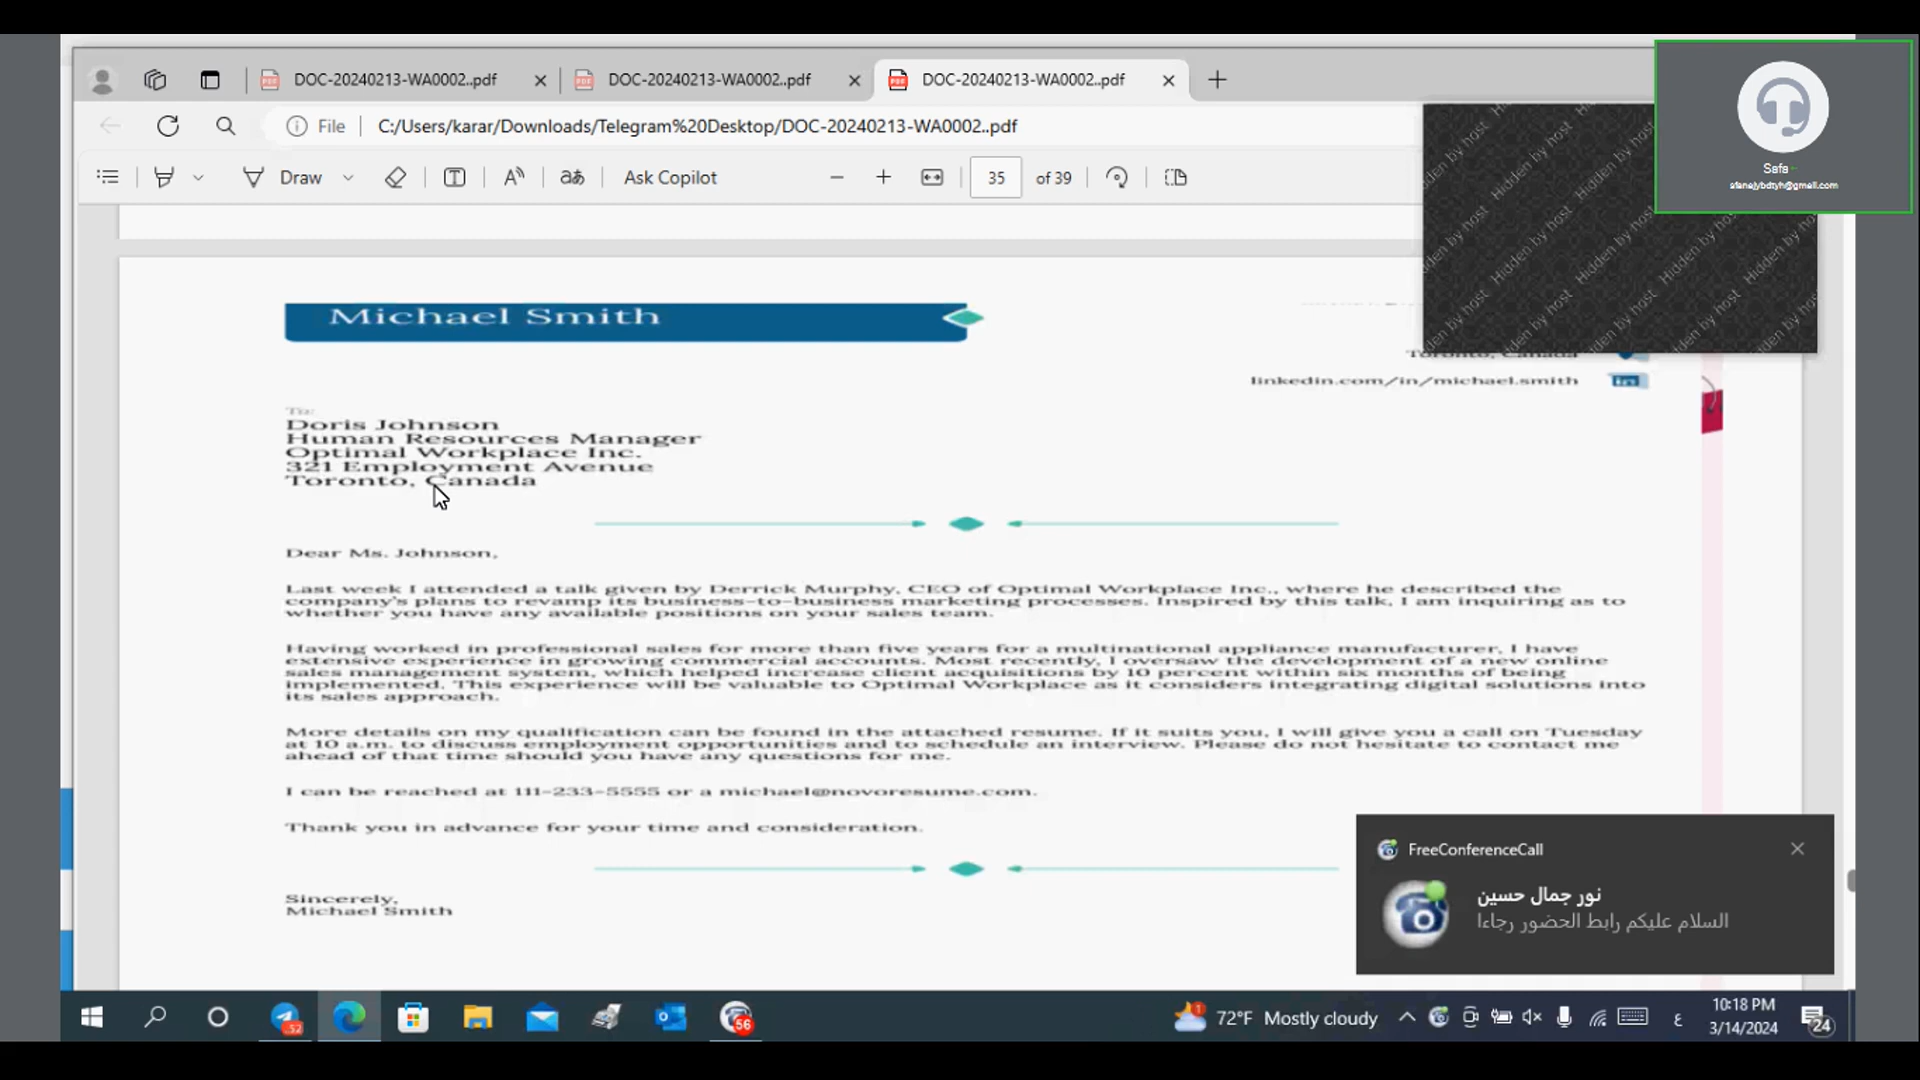 DOC-20240213-WA0002..pdf
DOC-20240213-WA0002..pdf
DOC-20240213-WA0002..pdf
File
C:/Users/karar/Downloads/Telegram%20Desktop/DOC-20240213-WA0002..pdf
Draw
Ask Copilot
35 of 39
Safa
Hidden by host
Michael Smith
Toronto, Canada
linkedin.com/in/michael.smith
in
To:
Doris Johnson
Human Resources Manager
Optimal Workplace Inc.
321 Employment Avenue
Toronto, Canada
Dear Ms. Johnson,
Last week I attended a talk given by Derrick Murphy, CEO of Optimal Workplace Inc., where he described the
company's plans to revamp its business-to-business marketing processes. Inspired by this talk, I am inquiring as to
whether you have any available positions on your sales team.
Having worked in professional sales for more than five years for a multinational appliance manufacturer, I have
extensive experience in growing commercial accounts. Most recently, I oversaw the development of a new online
sales management system, which helped increase client acquisitions by 10 percent within six months of being
implemented. This experience will be valuable to Optimal Workplace as it considers integrating digital solutions into
its sales approach.
More details on my qualification can be found in the attached resume. If it suits you, I will give you a call on Tuesday
at 10 a.m. to discuss employment opportunities and to schedule an interview. Please do not hesitate to contact me
ahead of that time should you have any questions for me.
I can be reached at 111-233-5555 or a michael@novoresume.com.
Thank you in advance for your time and consideration.
Sincerely,
Michael Smith
FreeConferenceCall
نور جمال حسين
السلام عليكم رابط الحضور رجاءا
72°F Mostly cloudy
ع
10:18 PM
3/14/2024
24
56